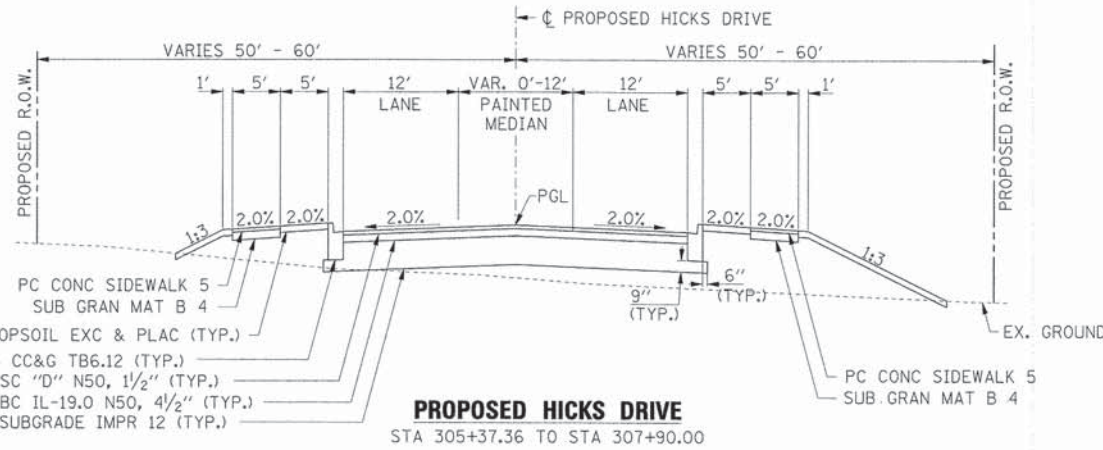 ℄ PROPOSED HICKS DRIVE
VARIES 50' - 60'
VARIES 50' - 60'
PROPOSED R.O.W.
PROPOSED R.O.W.
1'
5'
5'
12'
LANE
VAR. 0'-12'
PAINTED
MEDIAN
12'
LANE
5'
5'
1'
PGL
1:3
2.0%
2.0%
2.0%
2.0%
2.0%
2.0%
1:3
PC CONC SIDEWALK 5
SUB GRAN MAT B 4
OPSOIL EXC & PLAC (TYP.)
CC&G TB6.12 (TYP.)
SC "D" N50, 1½" (TYP.)
BC IL-19.0 N50, 4½" (TYP.)
SUBGRADE IMPR 12 (TYP.)
9"
(TYP.)
6"
(TYP.)
EX. GROUND
PC CONC SIDEWALK 5
SUB GRAN MAT B 4
PROPOSED HICKS DRIVE
STA 305+37.36 TO STA 307+90.00